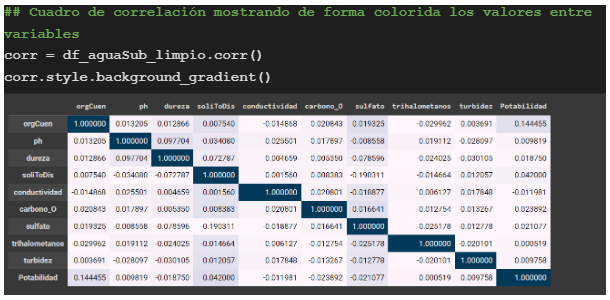 ## Cuadro de correlación mostrando de forma colorida los valores entre
variables
corr = df_aguaSub_limpio.corr()
corr.style.background_gradient()
orgCuen ph dureza soliToDis conductividad carbono_O sulfato trihalometanos turbidez Potabilidad
orgCuen 1.000000 0.013205 0.012866 0.007540 -0.014868 0.020843 0.019325 -0.029962 0.003691 0.144455
ph 0.013205 1.000000 0.097704 -0.034080 0.025501 0.017897 -0.008558 0.019112 -0.028097 0.009819
dureza 0.012866 0.097704 1.000000 -0.072787 0.004659 0.005350 -0.078596 -0.024025 -0.030105 -0.018750
soliToDis 0.007540 -0.034080 -0.072787 1.000000 0.001560 0.008383 -0.190311 -0.014664 0.012057 0.042000
conductividad -0.014868 0.025501 0.004659 0.001560 1.000000 0.020801 -0.018877 0.006127 0.017848 -0.011981
carbono_O 0.020843 0.017897 0.005350 0.008383 0.020801 1.000000 0.016641 -0.012754 -0.013267 -0.023892
sulfato 0.019325 -0.008558 -0.078596 -0.190311 -0.018877 0.016641 1.000000 -0.025178 -0.012778 -0.021077
trihalometanos -0.029962 0.019112 -0.024025 -0.014664 0.006127 -0.012754 -0.025178 1.000000 -0.020101 0.000519
turbidez 0.003691 -0.028097 -0.030105 0.012057 0.017848 -0.013267 -0.012778 -0.020101 1.000000 0.009758
Potabilidad 0.144455 0.009819 -0.018750 0.042000 -0.011981 -0.023892 -0.021077 0.000519 0.009758 1.000000